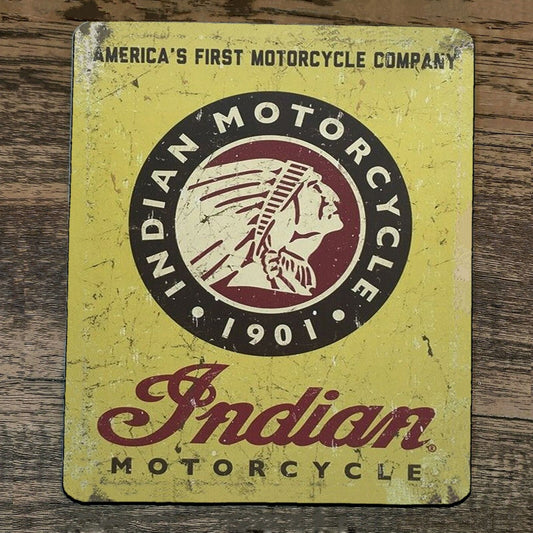 AMERICA'S FIRST MOTORCYCLE COMPANY
INDIAN MOTORCYCLE
• 1901 •
Indian®
MOTORCYCLE